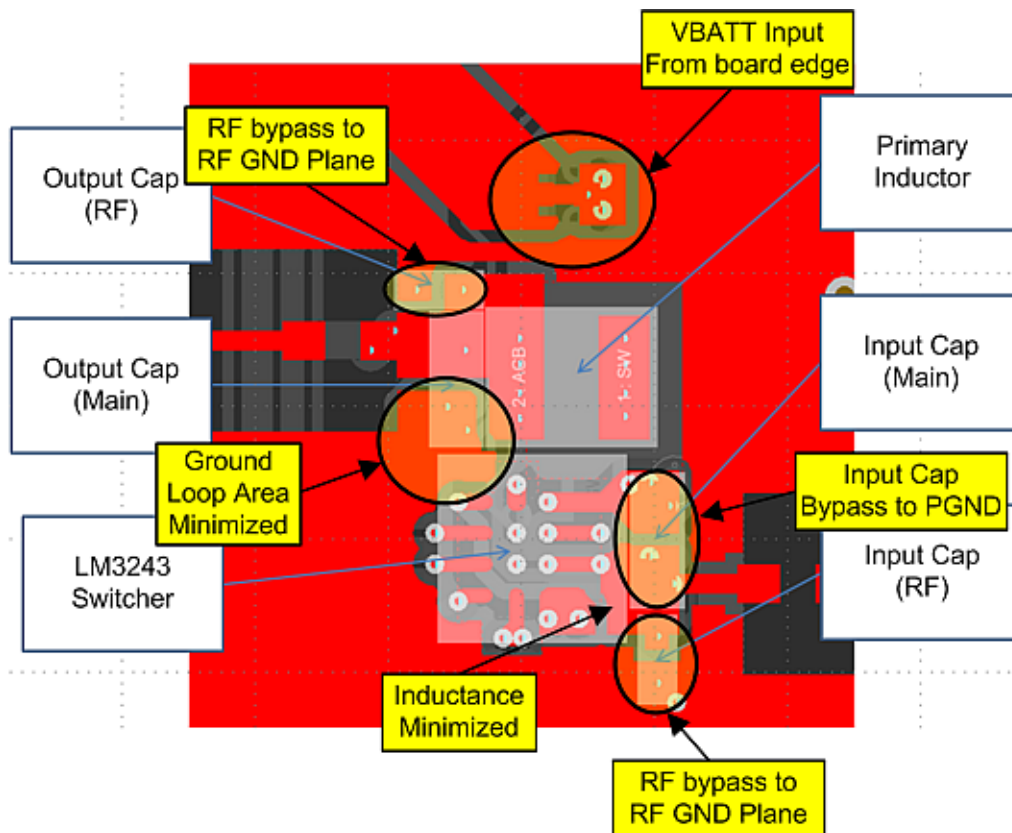 VBATT Input
From board edge
RF bypass to
RF GND Plane
Output Cap
(RF)
Primary
Inductor
Output Cap
(Main)
2 : ACB
1 : SW
Input Cap
(Main)
Ground
Loop Area
Minimized
Input Cap
Bypass to PGND
LM3243
Switcher
Input Cap
(RF)
Inductance
Minimized
RF bypass to
RF GND Plane